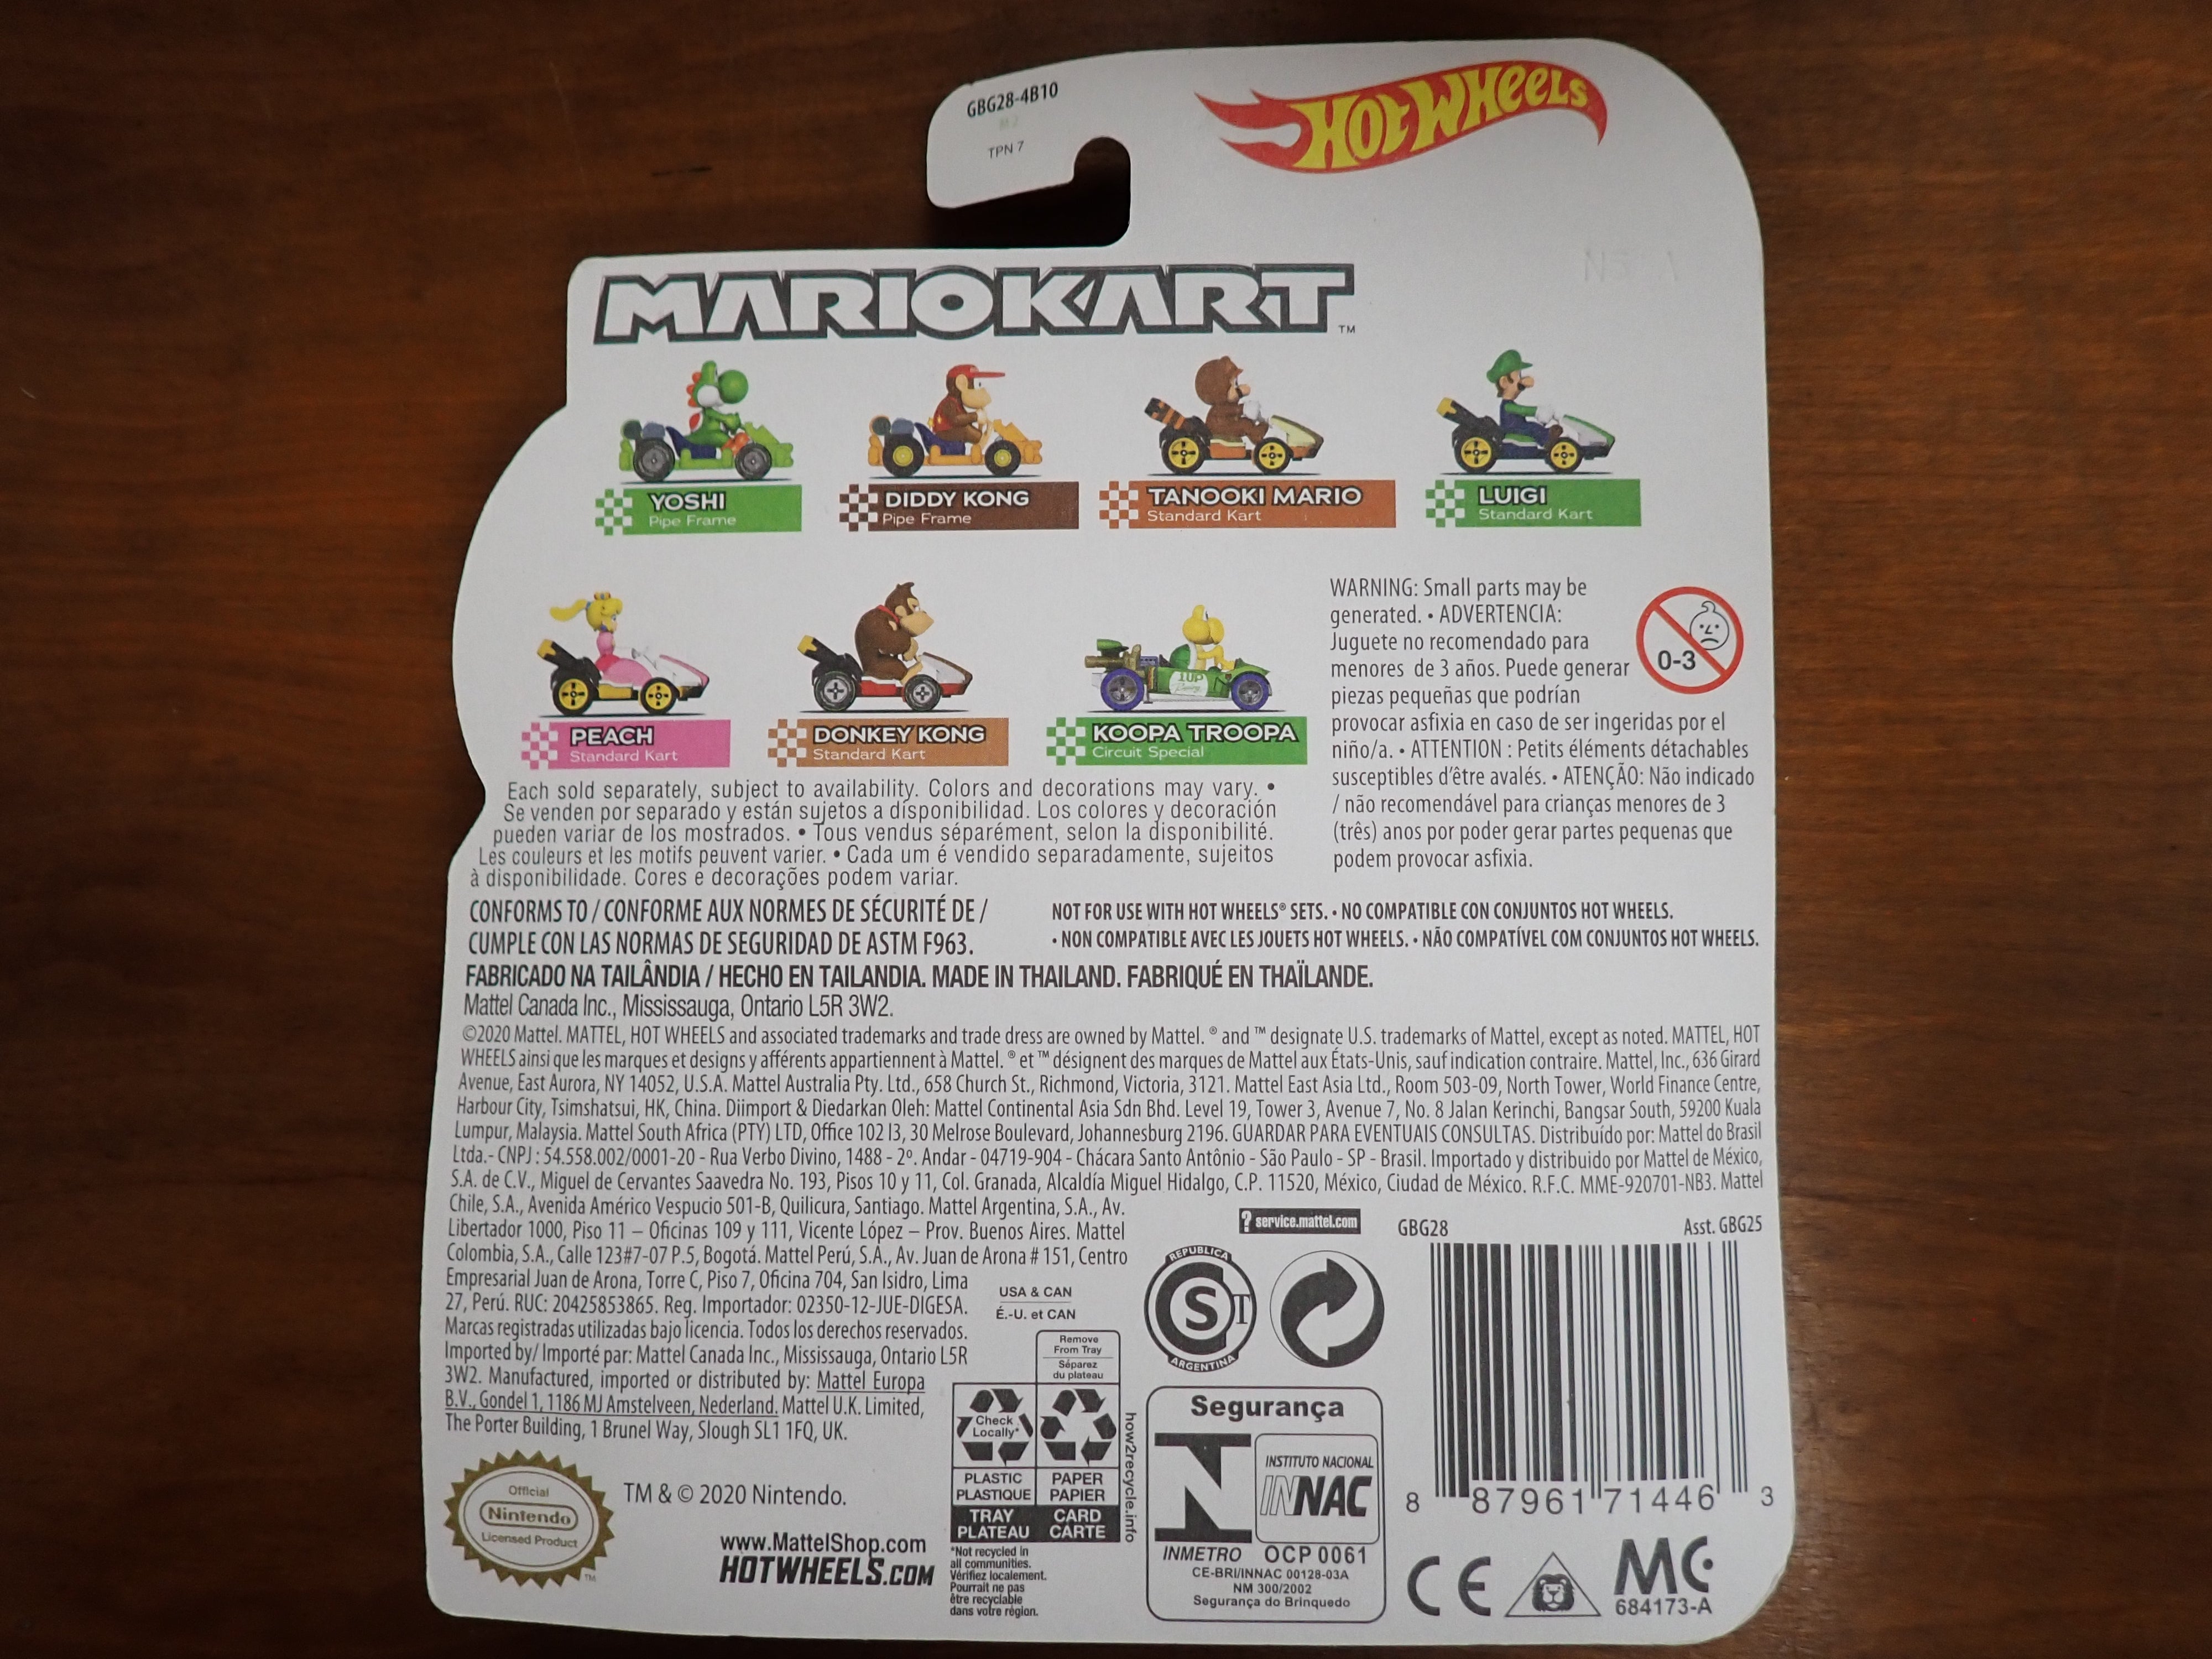 GBG28-4B10
M2
TPN 7
HOT WHEELS
MARIOKART™
YOSHI
Pipe Frame
DIDDY KONG
Pipe Frame
TANOOKI MARIO
Standard Kart
LUIGI
Standard Kart
PEACH
Standard Kart
DONKEY KONG
Standard Kart
1UP
KOOPA TROOPA
Circuit Special
WARNING: Small parts may be
generated. • ADVERTENCIA:
Juguete no recomendado para
menores de 3 años. Puede generar
piezas pequeñas que podrían
provocar asfixia en caso de ser ingeridas por el
niño/a. • ATTENTION : Petits éléments détachables
susceptibles d'être avalés. • ATENÇÃO: Não indicado
/ não recomendável para crianças menores de 3
(três) anos por poder gerar partes pequenas que
podem provocar asfixia.
0-3
Each sold separately, subject to availability. Colors and decorations may vary. •
Se venden por separado y están sujetos a disponibilidad. Los colores y decoración
pueden variar de los mostrados. • Tous vendus séparément, selon la disponibilité.
Les couleurs et les motifs peuvent varier. • Cada um é vendido separadamente, sujeitos
à disponibilidade. Cores e decorações podem variar.
CONFORMS TO / CONFORME AUX NORMES DE SÉCURITÉ DE /
CUMPLE CON LAS NORMAS DE SEGURIDAD DE ASTM F963.
NOT FOR USE WITH HOT WHEELS® SETS. • NO COMPATIBLE CON CONJUNTOS HOT WHEELS.
• NON COMPATIBLE AVEC LES JOUETS HOT WHEELS. • NÃO COMPATÍVEL COM CONJUNTOS HOT WHEELS.
FABRICADO NA TAILÂNDIA / HECHO EN TAILANDIA. MADE IN THAILAND. FABRIQUÉ EN THAÏLANDE.
Mattel Canada Inc., Mississauga, Ontario L5R 3W2.
©2020 Mattel. MATTEL, HOT WHEELS and associated trademarks and trade dress are owned by Mattel. ® and ™ designate U.S. trademarks of Mattel, except as noted. MATTEL, HOT
WHEELS ainsi que les marques et designs y afférents appartiennent à Mattel. ® et ™ désignent des marques de Mattel aux États-Unis, sauf indication contraire. Mattel, Inc., 636 Girard
Avenue, East Aurora, NY 14052, U.S.A. Mattel Australia Pty. Ltd., 658 Church St., Richmond, Victoria, 3121. Mattel East Asia Ltd., Room 503-09, North Tower, World Finance Centre,
Harbour City, Tsimshatsui, HK, China. Diimport & Diedarkan Oleh: Mattel Continental Asia Sdn Bhd. Level 19, Tower 3, Avenue 7, No. 8 Jalan Kerinchi, Bangsar South, 59200 Kuala
Lumpur, Malaysia. Mattel South Africa (PTY) LTD, Office 102 I3, 30 Melrose Boulevard, Johannesburg 2196. GUARDAR PARA EVENTUAIS CONSULTAS. Distribuído por: Mattel do Brasil
Ltda.- CNPJ : 54.558.002/0001-20 - Rua Verbo Divino, 1488 - 2º. Andar - 04719-904 - Chácara Santo Antônio - São Paulo - SP - Brasil. Importado y distribuido por Mattel de México,
S.A. de C.V., Miguel de Cervantes Saavedra No. 193, Pisos 10 y 11, Col. Granada, Alcaldía Miguel Hidalgo, C.P. 11520, México, Ciudad de México. R.F.C. MME-920701-NB3. Mattel
Chile, S.A., Avenida Américo Vespucio 501-B, Quilicura, Santiago. Mattel Argentina, S.A., Av.
Libertador 1000, Piso 11 – Oficinas 109 y 111, Vicente López – Prov. Buenos Aires. Mattel
Colombia, S.A., Calle 123#7-07 P.5, Bogotá. Mattel Perú, S.A., Av. Juan de Arona # 151, Centro
Empresarial Juan de Arona, Torre C, Piso 7, Oficina 704, San Isidro, Lima
27, Perú. RUC: 20425853865. Reg. Importador: 02350-12-JUE-DIGESA.
Marcas registradas utilizadas bajo licencia. Todos los derechos reservados.
Imported by/ Importé par: Mattel Canada Inc., Mississauga, Ontario L5R
3W2. Manufactured, imported or distributed by: Mattel Europa
B.V., Gondel 1, 1186 MJ Amstelveen, Nederland. Mattel U.K. Limited,
The Porter Building, 1 Brunel Way, Slough SL1 1FQ, UK.
? service.mattel.com
GBG28
Asst. GBG25
USA & CAN
É.-U. et CAN
REPUBLICA
S T
ARGENTINA
Remove
From Tray
Séparez
du plateau
Check
Locally*
PLASTIC
PLASTIQUE
TRAY
PLATEAU
PAPER
PAPIER
CARD
CARTE
how2recycle.info
*Not recycled in
all communities.
Vérifiez localement.
Pourrait ne pas
être recyclable
dans votre région.
Segurança
INSTITUTO NACIONAL
INNAC
INMETRO
OCP 0061
CE-BRI/INNAC 00128-03A
NM 300/2002
Segurança do Brinquedo
8 87961 71446 3
CE
MC
684173-A
Official
Nintendo
Licensed Product
™
TM & © 2020 Nintendo.
www.MattelShop.com
HOTWHEELS.COM